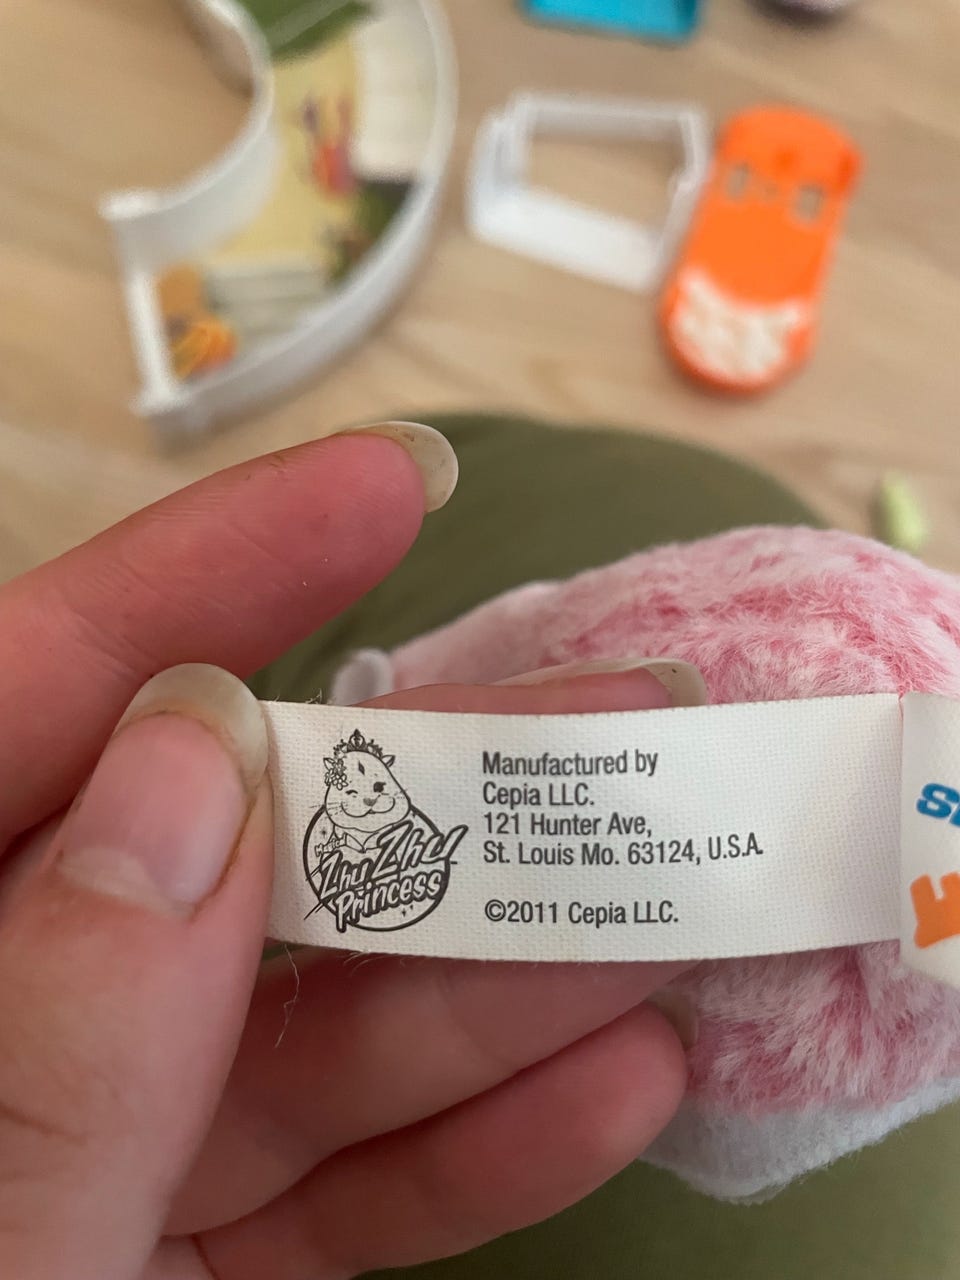 Zhu Zhu
Princess
Manufactured by
Cepia LLC.
121 Hunter Ave,
St. Louis Mo. 63124, U.S.A.
©2011 Cepia LLC.